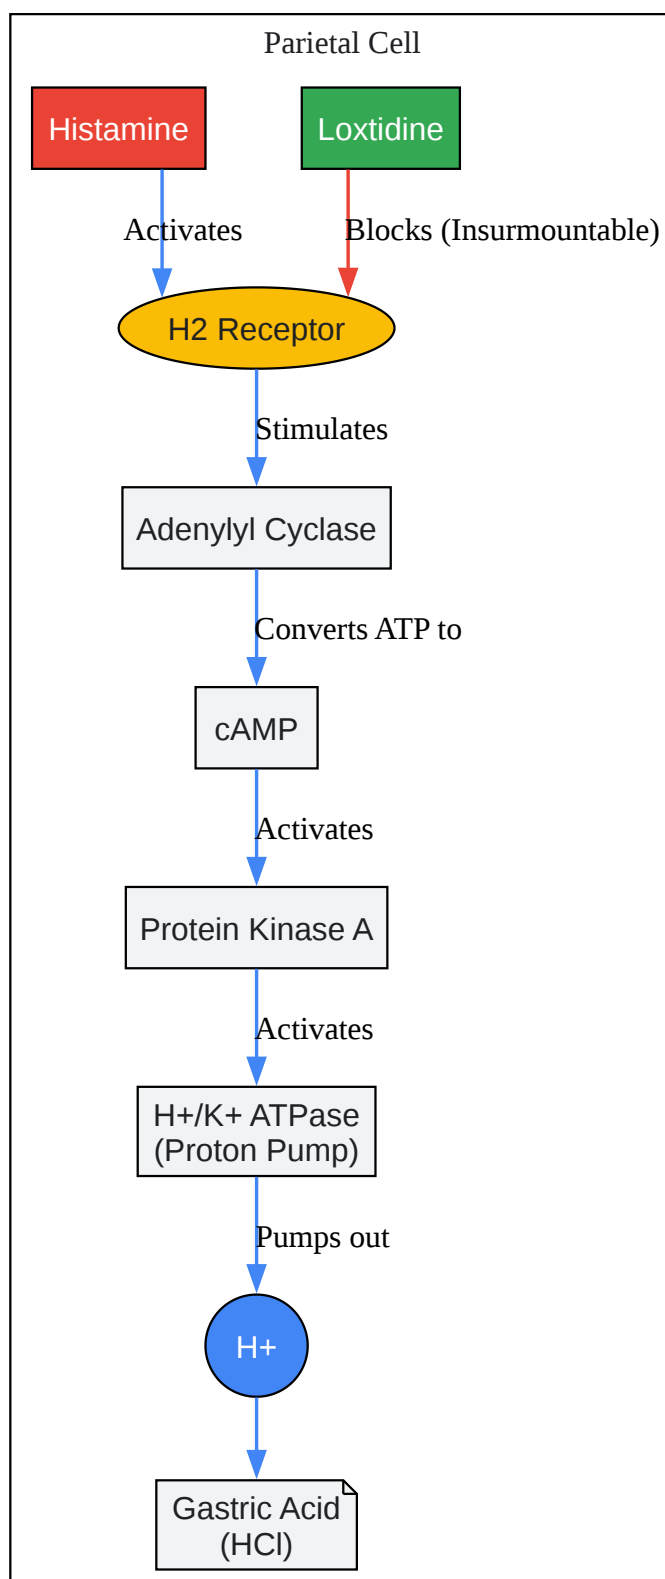 Parietal Cell
Histamine
Loxtidine
Activates
Blocks (Insurmountable)
H2 Receptor
Stimulates
Adenylyl Cyclase
Converts ATP to
cAMP
Activates
Protein Kinase A
Activates
H+/K+ ATPase
(Proton Pump)
Pumps out
H+
Gastric Acid
(HCl)